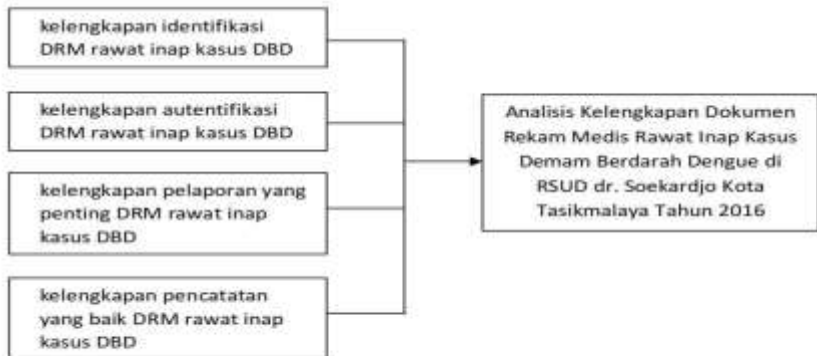 kelengkapan identifikasi
DRM rawat inap kasus DBD
kelengkapan autentifikasi
DRM rawat inap kasus DBD
kelengkapan pelaporan yang
penting DRM rawat inap
kasus DBD
kelengkapan pencatatan
yang baik DRM rawat inap
kasus DBD
Analisis Kelengkapan Dokumen
Rekam Medis Rawat Inap Kasus
Demam Berdarah Dengue di
RSUD dr. Soekardjo Kota
Tasikmalaya Tahun 2016